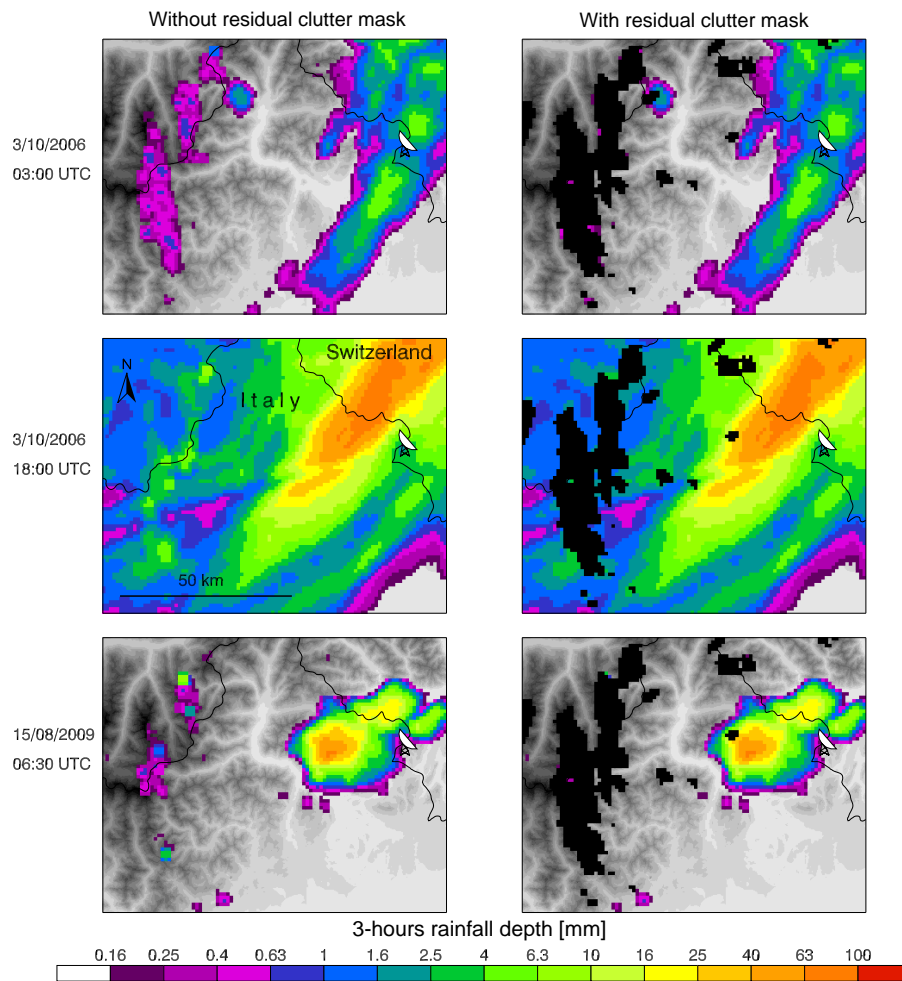 Without residual clutter mask With residual clutter mask
3/10/2006
03:00 UTC
Switzerland
N
Italy
3/10/2006
18:00 UTC
50 km
15/08/2009
06:30 UTC
3-hours rainfall depth [mm]
0.16 0.25 0.4 0.63 1 1.6 2.5 4 6.3 10 16 25 40 63 100